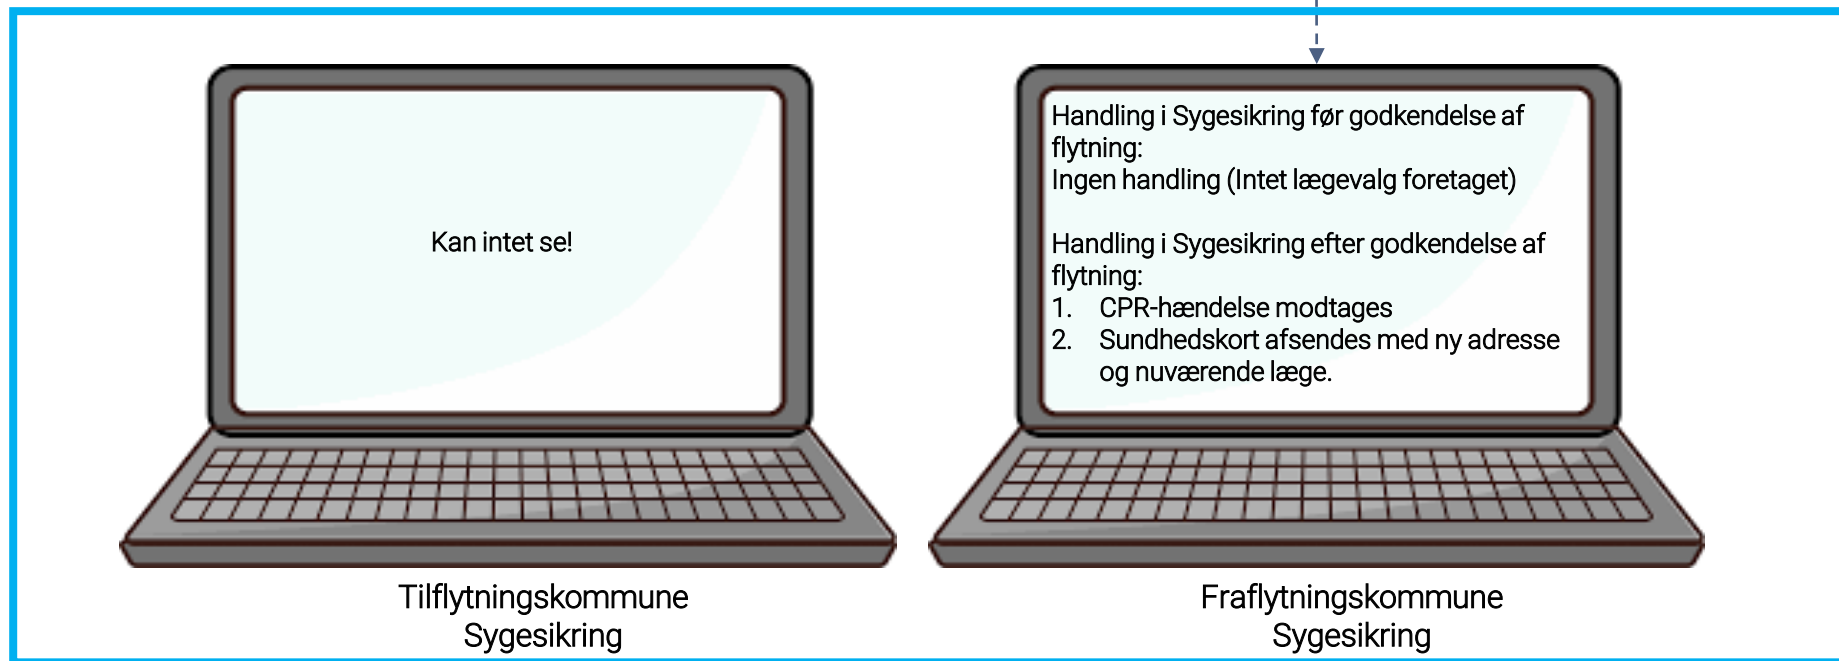 Kan intet se!
Tilflytningskommune
Sygesikring
Handling i Sygesikring før godkendelse af
flytning:
Ingen handling (Intet lægevalg foretaget)
Handling i Sygesikring efter godkendelse af
flytning:
1. CPR-hændelse modtages
2. Sundhedskort afsendes med ny adresse
og nuværende læge.
Fraflytningskommune
Sygesikring